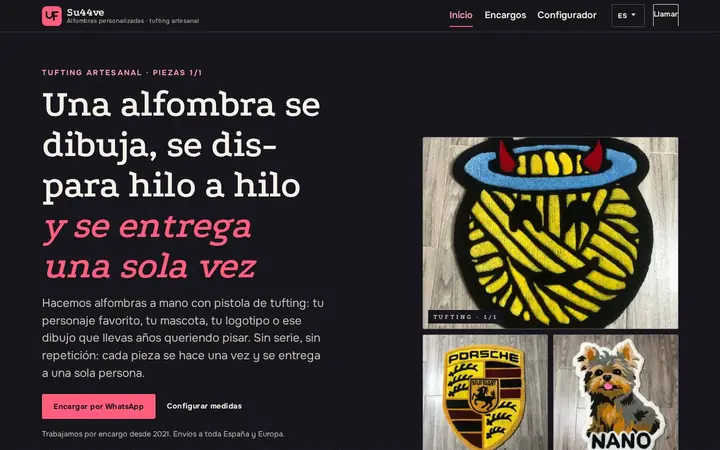 UF
Su44ve
Alfombras personalizadas · tufting artesanal
Inicio
Encargos
Configurador
ES
Llamar
TUFTING ARTESANAL · PIEZAS 1/1
Una alfombra se
dibuja, se dis-
para hilo a hilo
y se entrega
una sola vez
Hacemos alfombras a mano con pistola de tufting: tu
personaje favorito, tu mascota, tu logotipo o ese
dibujo que llevas años queriendo pisar. Sin serie, sin
repetición: cada pieza se hace una vez y se entrega
a una sola persona.
Encargar por WhatsApp
Configurar medidas
Trabajamos por encargo desde 2021. Envíos a toda España y Europa.
TUFTING · 1/1
PORSCHE
STUTTGART
NANO